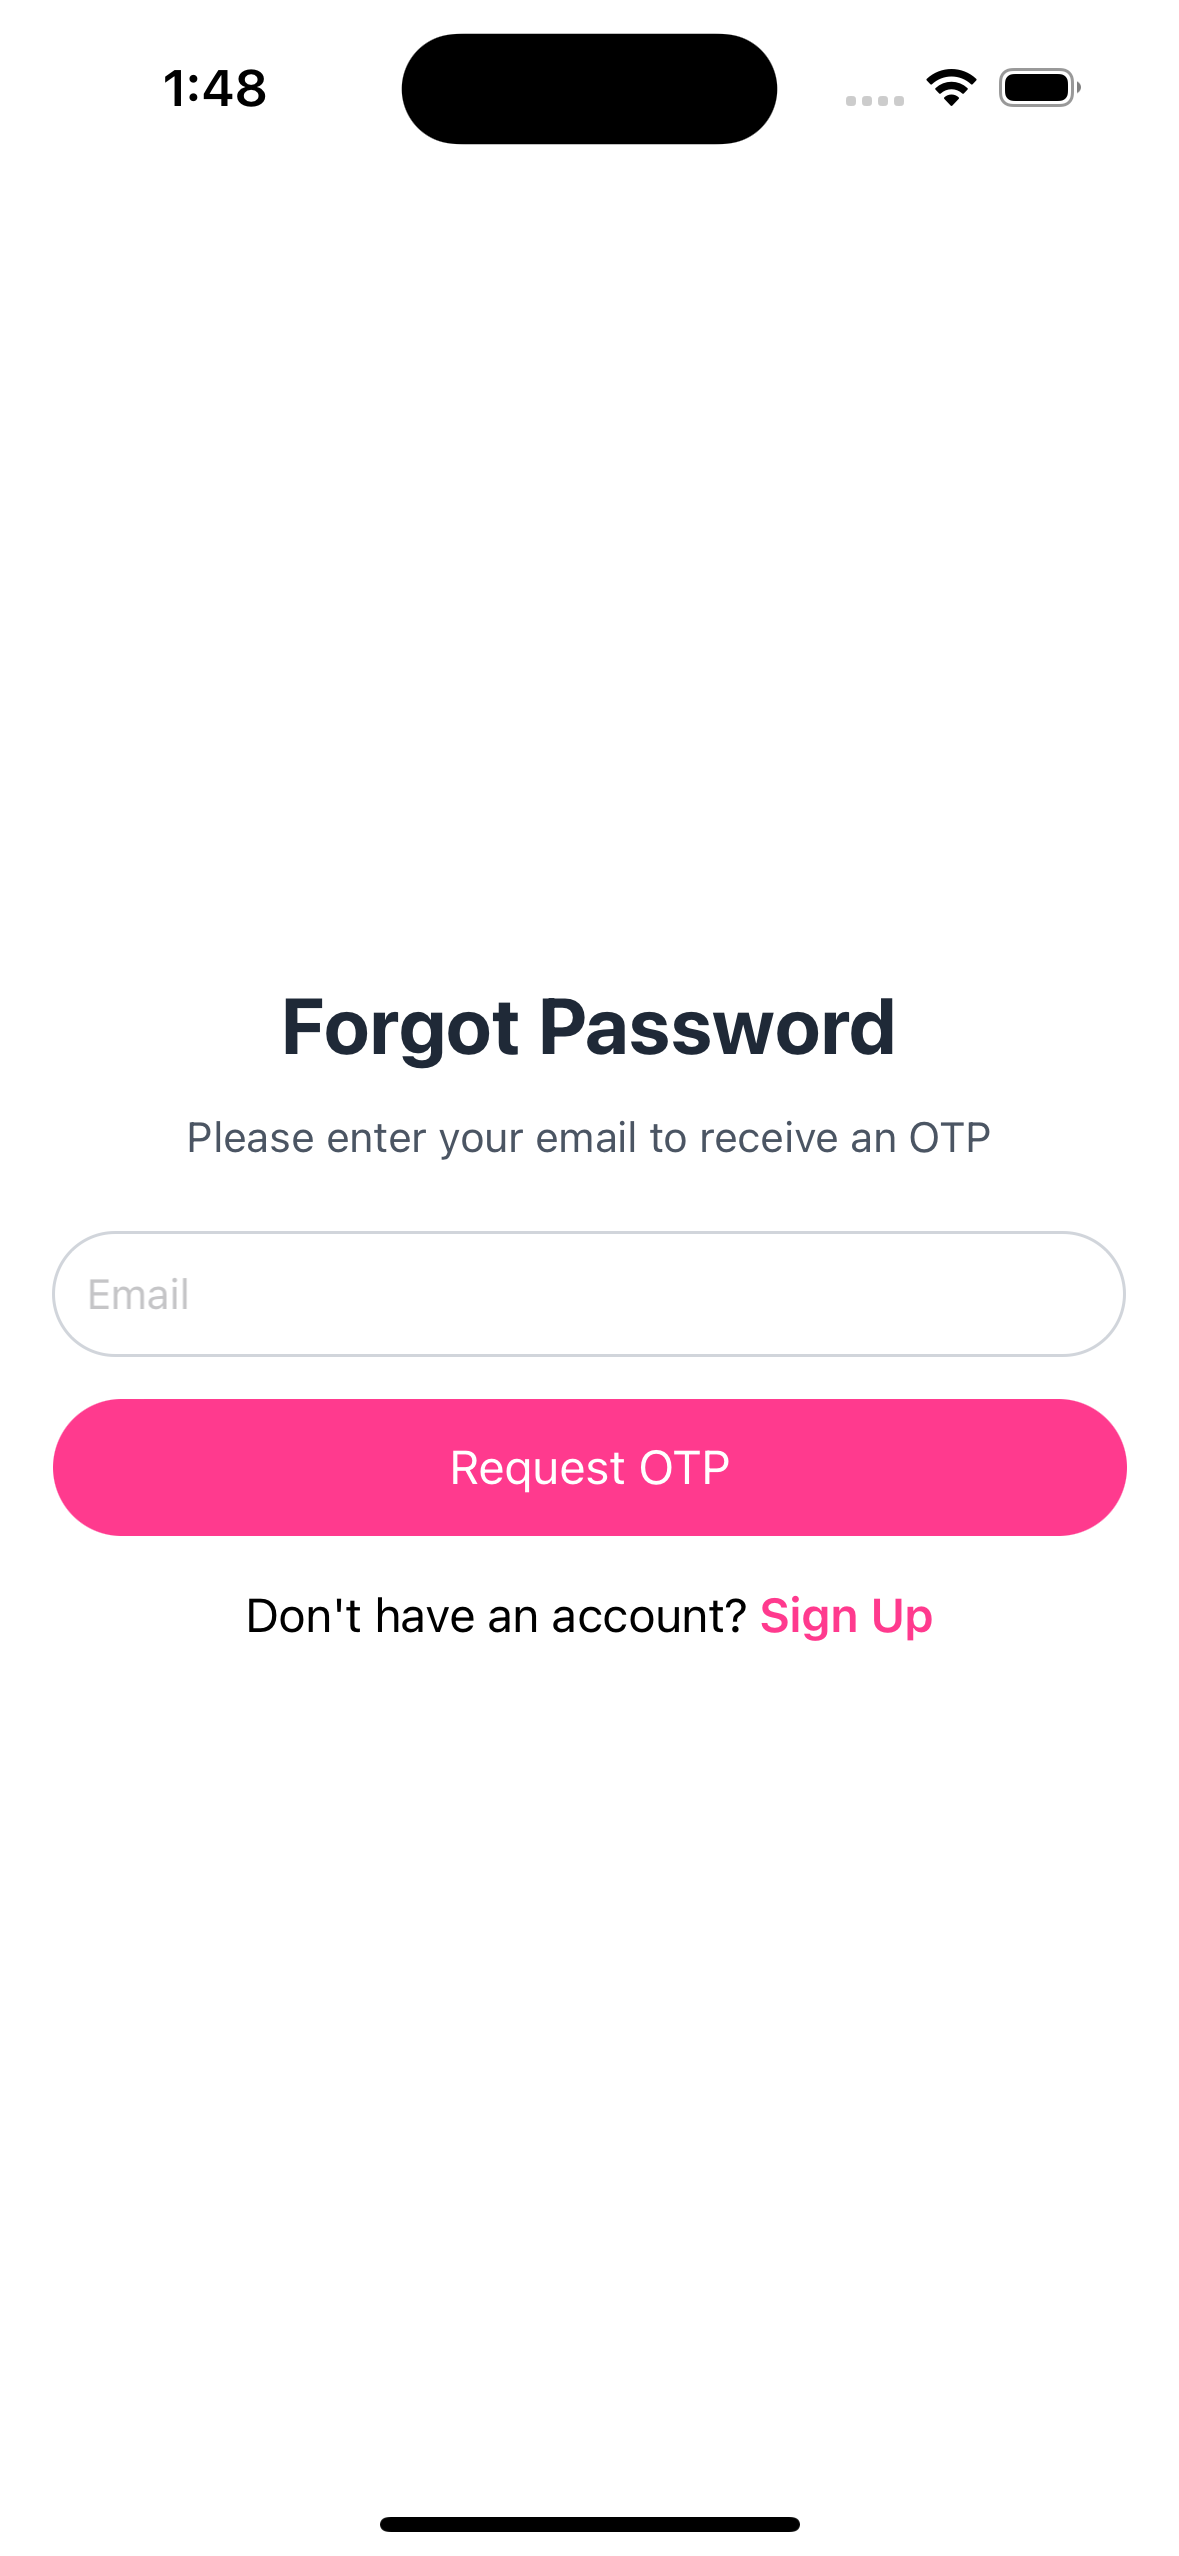 1:48
Forgot Password
Please enter your email to receive an OTP
Email
Request OTP
Don't have an account? Sign Up